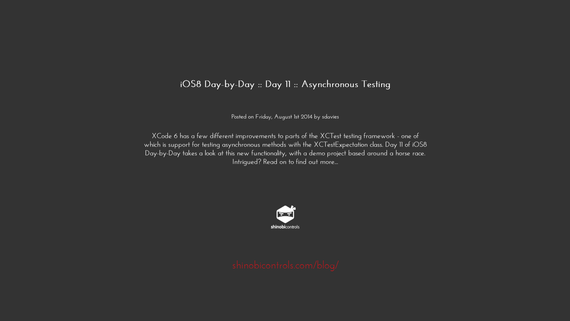 iOS8 Day-by-Day :: Day 11 :: Asynchronous Testing
Posted on Friday, August 1st 2014 by sdavies
XCode 6 has a few different improvements to parts of the XCTest testing framework - one of
which is support for testing asynchronous methods with the XCTestExpectation class. Day 11 of iOS8
Day-by-Day takes a look at this new functionality, with a demo project based around a horse race.
Intrigued? Read on to find out more...
shinobicontrols
shinobicontrols.com/blog/